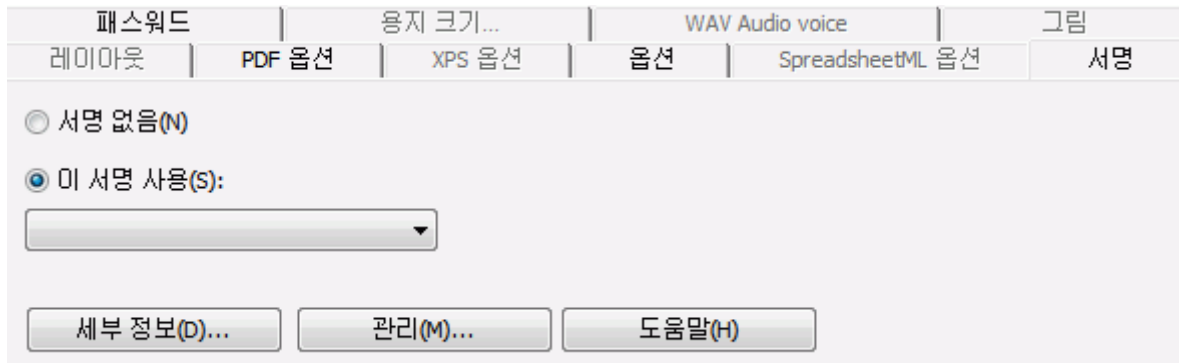 패스워드 용지 크기... WAV Audio voice 그림
레이아웃 PDF 옵션 XPS 옵션 옵션 SpreadsheetML 옵션 서명
서명 없음(N)
이 서명 사용(S):
세부 정보(D)... 관리(M)... 도움말(H)